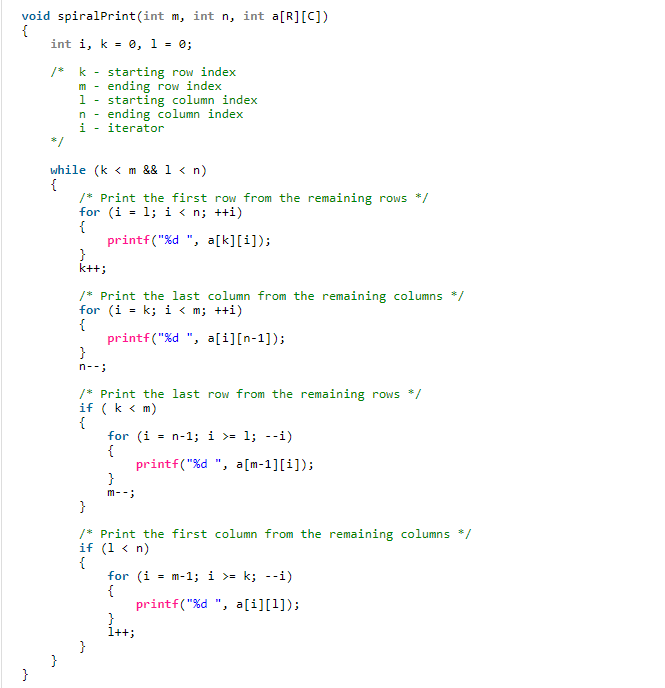 void spiralPrint(int m, int n, int a[R][C])
{
    int i, k = 0, l = 0;

    /*  k - starting row index
        m - ending row index
        l - starting column index
        n - ending column index
        i - iterator
    */

    while (k < m && l < n)
    {
        /* Print the first row from the remaining rows */
        for (i = l; i < n; ++i)
        {
            printf("%d ", a[k][i]);
        }
        k++;

        /* Print the last column from the remaining columns */
        for (i = k; i < m; ++i)
        {
            printf("%d ", a[i][n-1]);
        }
        n--;

        /* Print the last row from the remaining rows */
        if ( k < m)
        {
            for (i = n-1; i >= l; --i)
            {
                printf("%d ", a[m-1][i]);
            }
            m--;
        }

        /* Print the first column from the remaining columns */
        if (l < n)
        {
            for (i = m-1; i >= k; --i)
            {
                printf("%d ", a[i][l]);
            }
            l++;
        }
    }
}